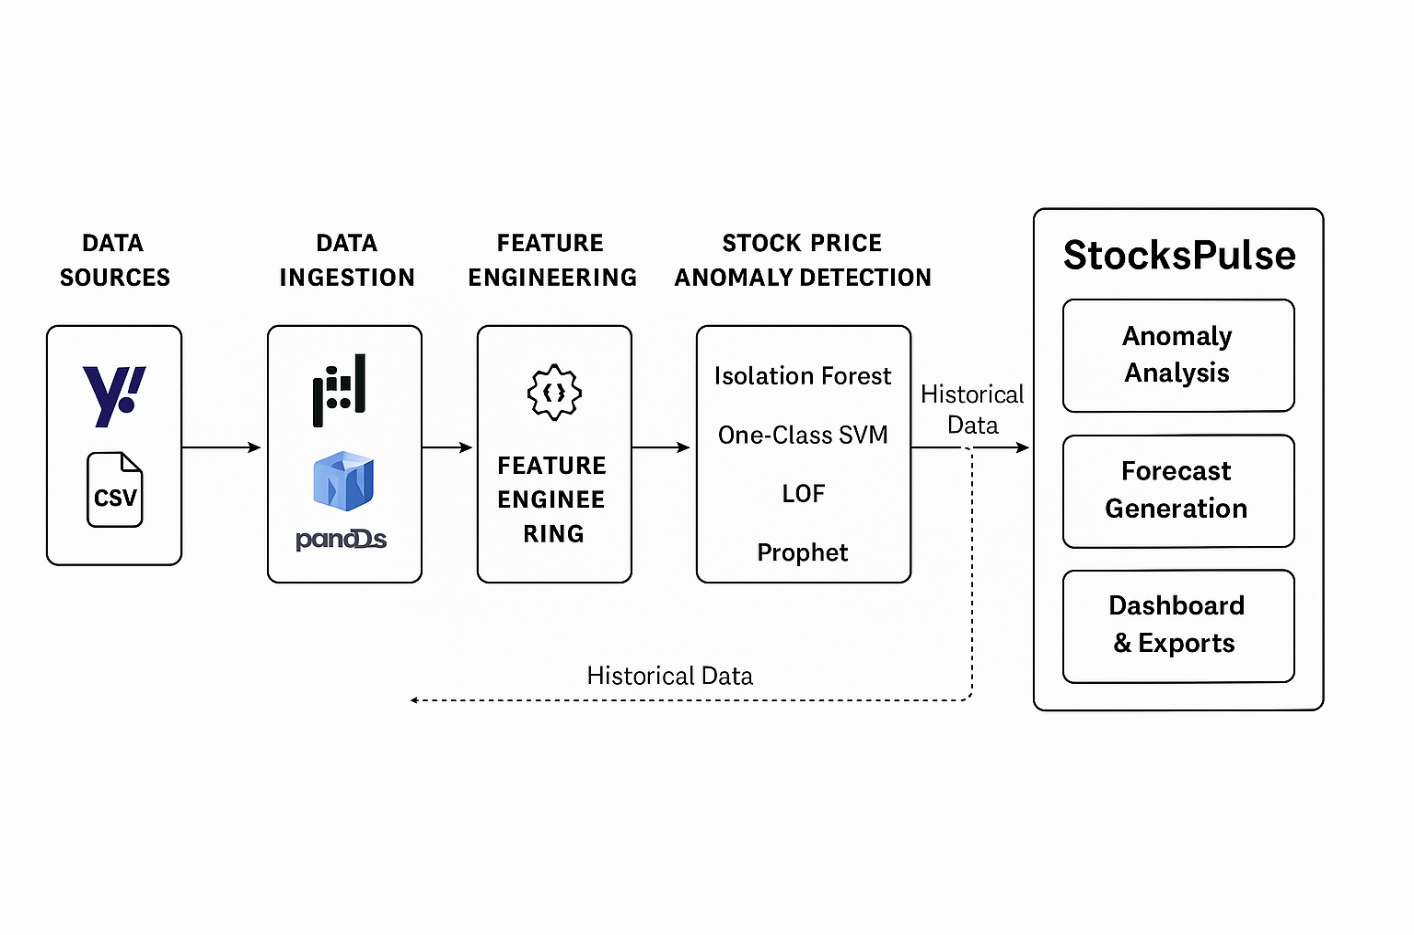 DATA
SOURCES
y!
CSV
DATA
INGESTION
pandDs
FEATURE
ENGINEERING
FEATURE
ENGINEE
RING
STOCK PRICE
ANOMALY DETECTION
Isolation Forest
One-Class SVM
LOF
Prophet
Historical
Data
Historical Data
StocksPulse
Anomaly
Analysis
Forecast
Generation
Dashboard
& Exports